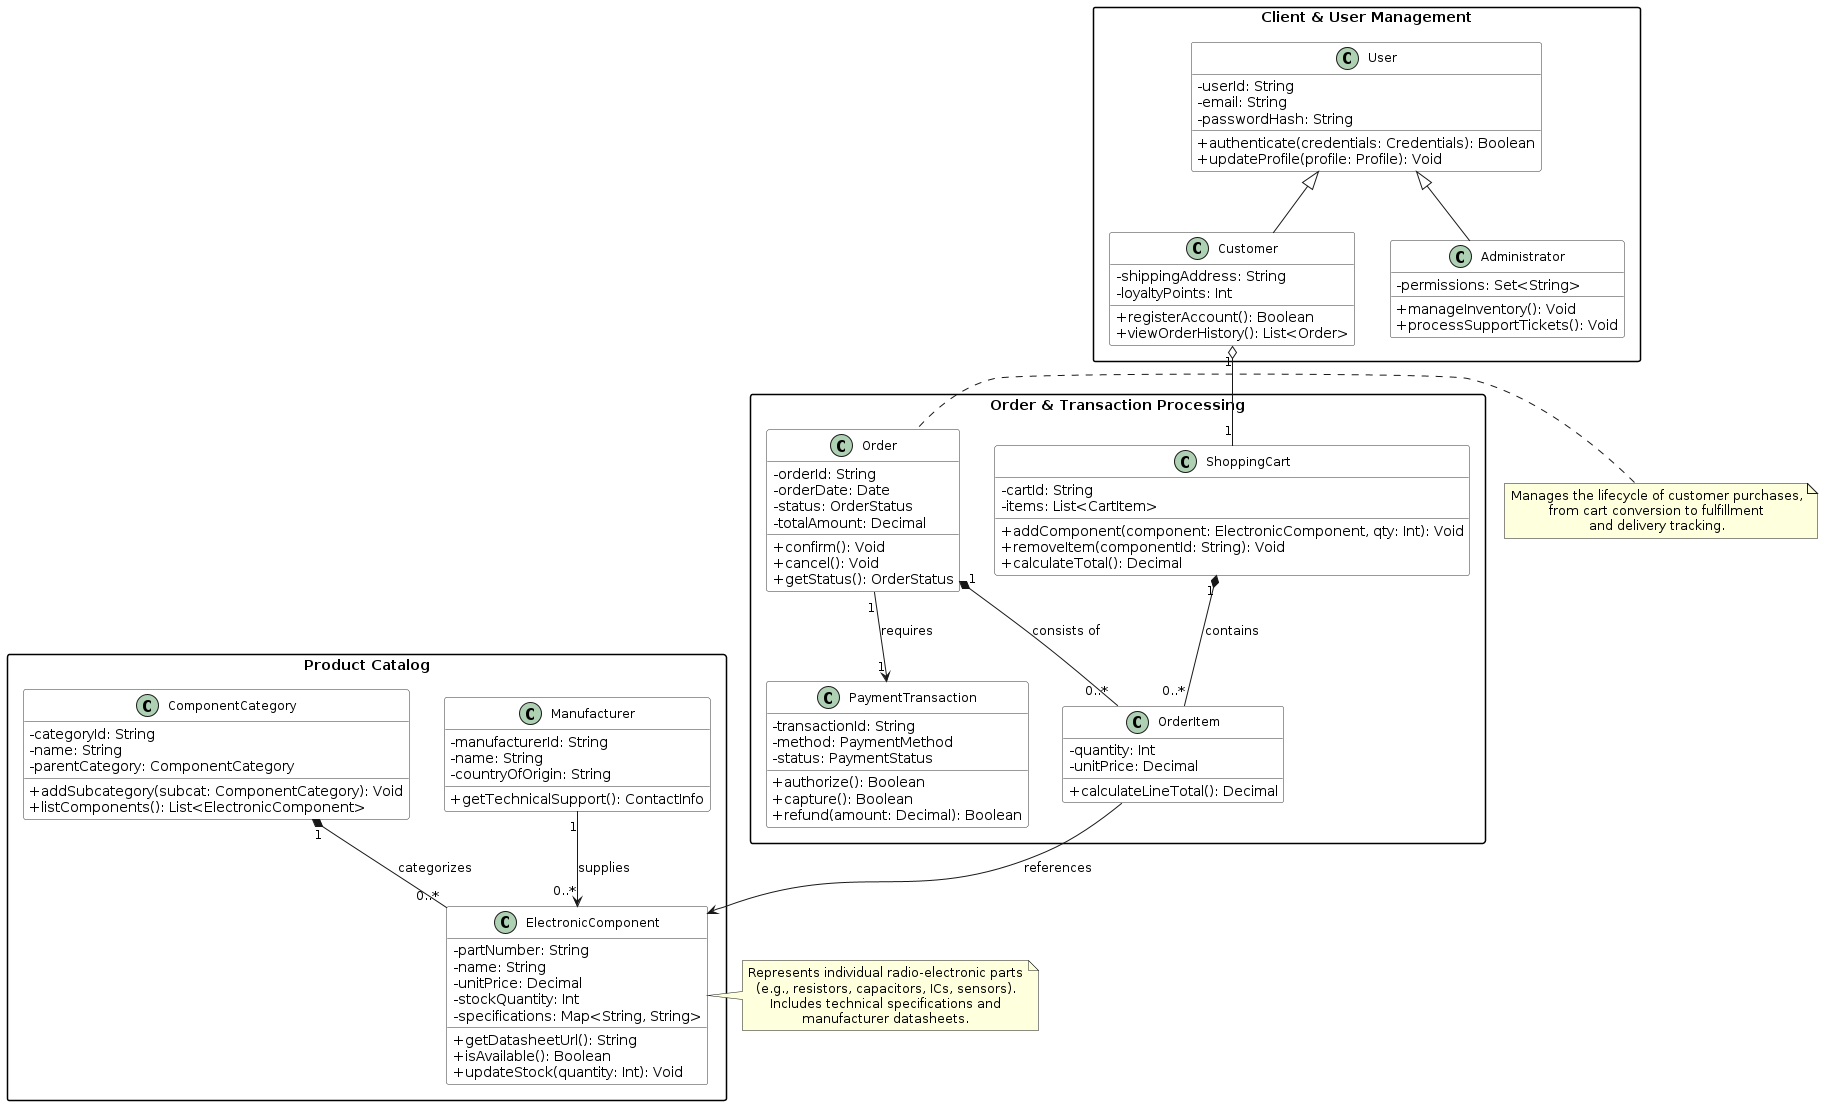 Client & User Management
C User
-userId: String
-email: String
-passwordHash: String
+authenticate(credentials: Credentials): Boolean
+updateProfile(profile: Profile): Void
C Customer
-shippingAddress: String
-loyaltyPoints: Int
+registerAccount(): Boolean
+viewOrderHistory(): List<Order>
C Administrator
-permissions: Set<String>
+manageInventory(): Void
+processSupportTickets(): Void
1
1
Order & Transaction Processing
C Order
-orderId: String
-orderDate: Date
-status: OrderStatus
-totalAmount: Decimal
+confirm(): Void
+cancel(): Void
+getStatus(): OrderStatus
C ShoppingCart
-cartId: String
-items: List<CartItem>
+addComponent(component: ElectronicComponent, qty: Int): Void
+removeItem(componentId: String): Void
+calculateTotal(): Decimal
Manages the lifecycle of customer purchases,
from cart conversion to fulfillment
and delivery tracking.
1
requires
1
1
consists of
0..*
1
contains
0..*
C PaymentTransaction
-transactionId: String
-method: PaymentMethod
-status: PaymentStatus
+authorize(): Boolean
+capture(): Boolean
+refund(amount: Decimal): Boolean
C OrderItem
-quantity: Int
-unitPrice: Decimal
+calculateLineTotal(): Decimal
references
Product Catalog
C ComponentCategory
-categoryId: String
-name: String
-parentCategory: ComponentCategory
+addSubcategory(subcat: ComponentCategory): Void
+listComponents(): List<ElectronicComponent>
C Manufacturer
-manufacturerId: String
-name: String
-countryOfOrigin: String
+getTechnicalSupport(): ContactInfo
1
categorizes
0..*
1
supplies
0..*
C ElectronicComponent
-partNumber: String
-name: String
-unitPrice: Decimal
-stockQuantity: Int
-specifications: Map<String, String>
+getDatasheetUrl(): String
+isAvailable(): Boolean
+updateStock(quantity: Int): Void
Represents individual radio-electronic parts
(e.g., resistors, capacitors, ICs, sensors).
Includes technical specifications and
manufacturer datasheets.